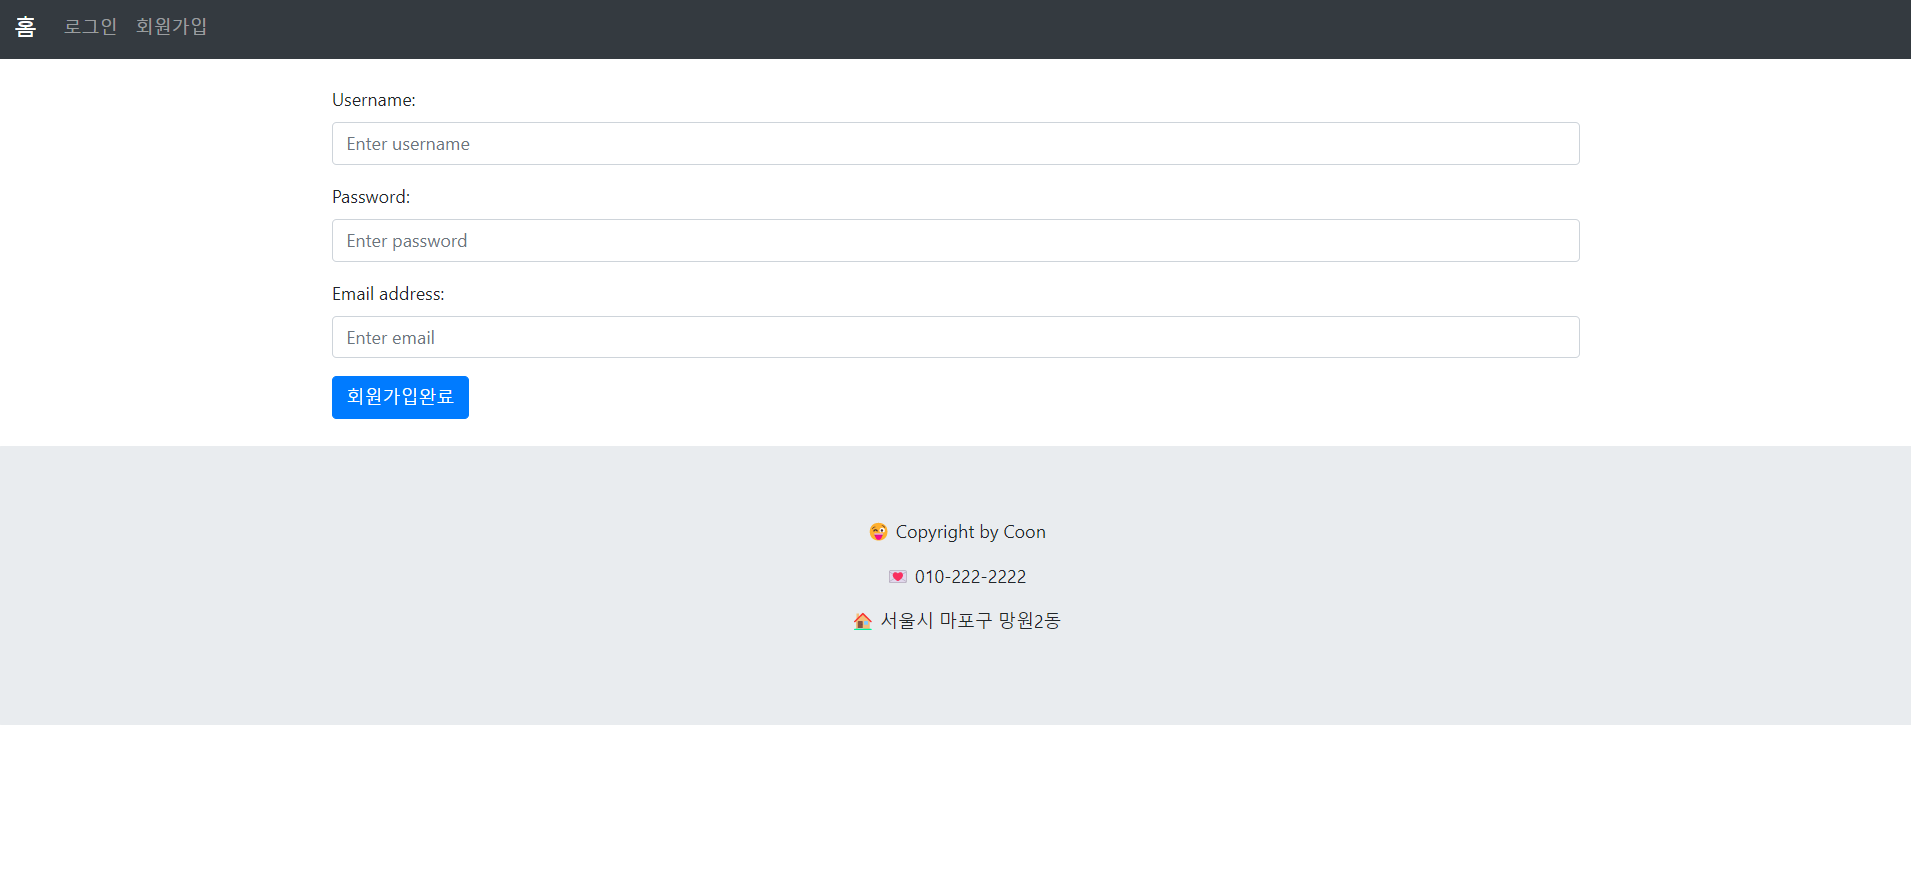 홈 로그인 회원가입
Username:
Enter username
Password:
Enter password
Email address:
Enter email
회원가입완료
😜 Copyright by Coon
💌 010-222-2222
🏠 서울시 마포구 망원2동